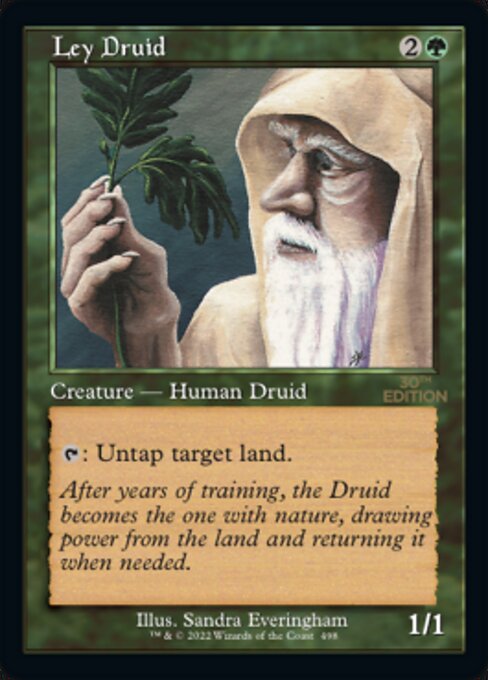 Ley Druid
2
Creature — Human Druid
30TH
EDITION
: Untap target land.
After years of training, the Druid
becomes the one with nature, drawing
power from the land and returning it
when needed.
Illus. Sandra Everingham
™ & © 2022 Wizards of the Coast 498
1/1